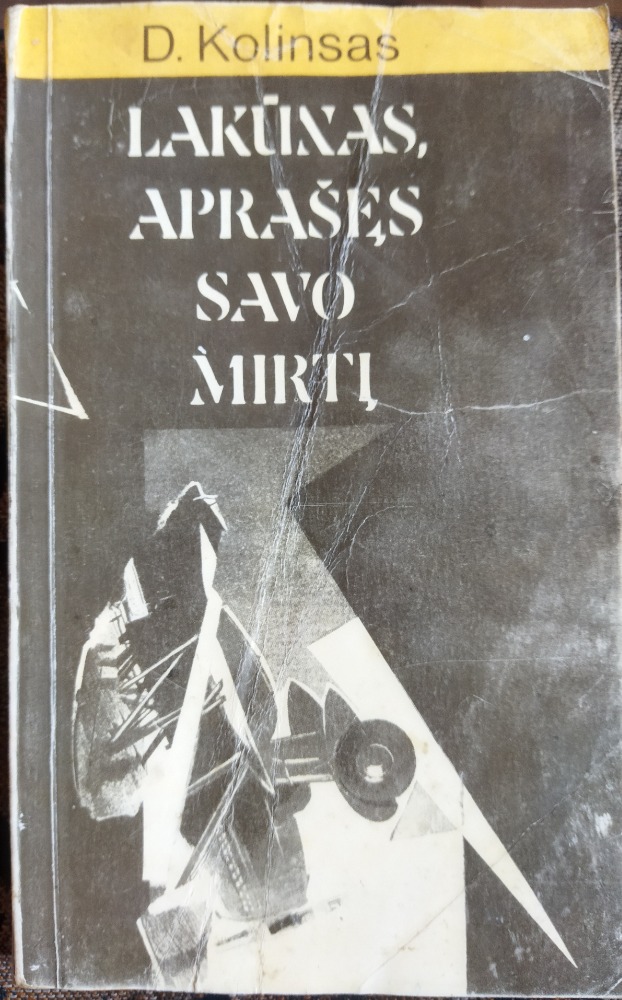 D. Kolinsas
LAKŪNAS,
APRAŠĘS
SAVO
MIRTĮ